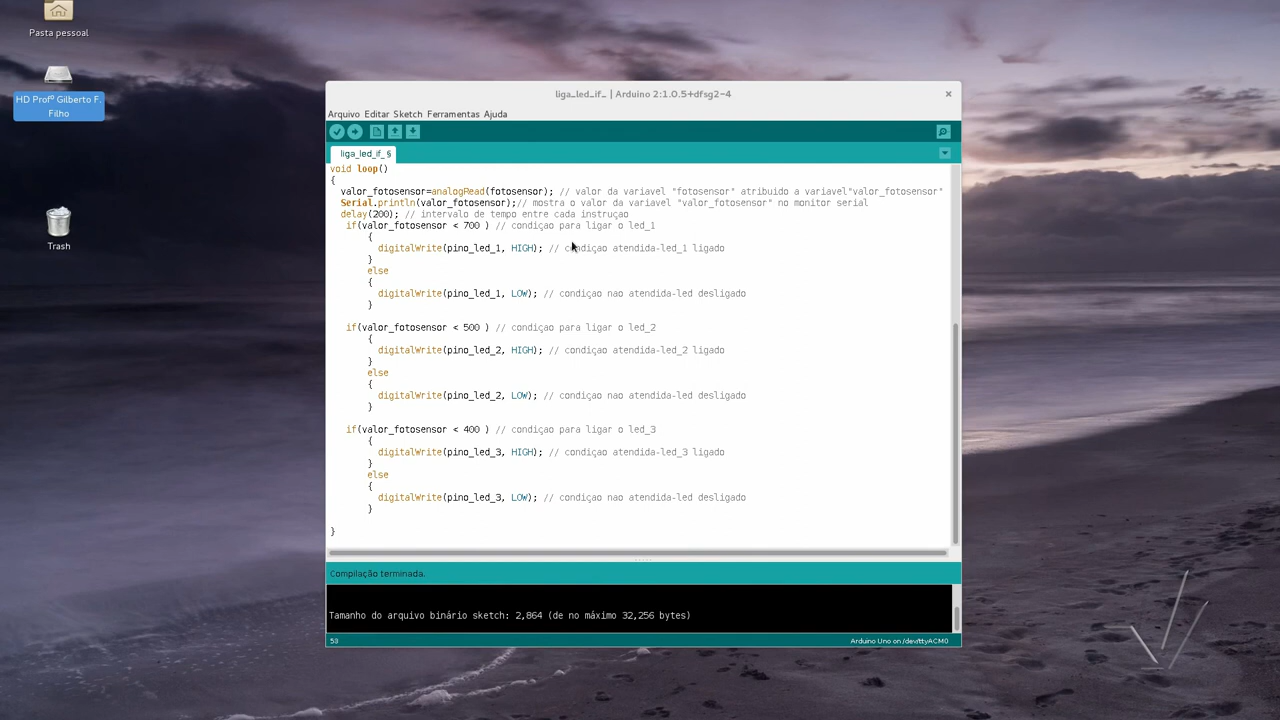 Pasta pessoal
HD Profº Gilberto F.
Filho
Trash
liga_led_if_ | Arduino 2:1.0.5+dfsg2-4
Arquivo Editar Sketch Ferramentas Ajuda
liga_led_if_ §
void loop()
{
valor_fotosensor=analogRead(fotosensor); // valor da variavel "fotosensor" atribuido a variavel"valor_fotosensor"
Serial.println(valor_fotosensor);// mostra o valor da variavel "valor_fotosensor" no monitor serial
delay(200); // intervalo de tempo entre cada instruçao
if(valor_fotosensor < 700 ) // condiçao para ligar o led_1
{
digitalWrite(pino_led_1, HIGH); // condiçao atendida-led_1 ligado
}
else
{
digitalWrite(pino_led_1, LOW); // condiçao nao atendida-led desligado
}
if(valor_fotosensor < 500 ) // condiçao para ligar o led_2
{
digitalWrite(pino_led_2, HIGH); // condiçao atendida-led_2 ligado
}
else
{
digitalWrite(pino_led_2, LOW); // condiçao nao atendida-led desligado
}
if(valor_fotosensor < 400 ) // condiçao para ligar o led_3
{
digitalWrite(pino_led_3, HIGH); // condiçao atendida-led_3 ligado
}
else
{
digitalWrite(pino_led_3, LOW); // condiçao nao atendida-led desligado
}
}
Compilação terminada.
Tamanho do arquivo binário sketch: 2,864 (de no máximo 32,256 bytes)
59
Arduino Uno on /dev/ttyACM0